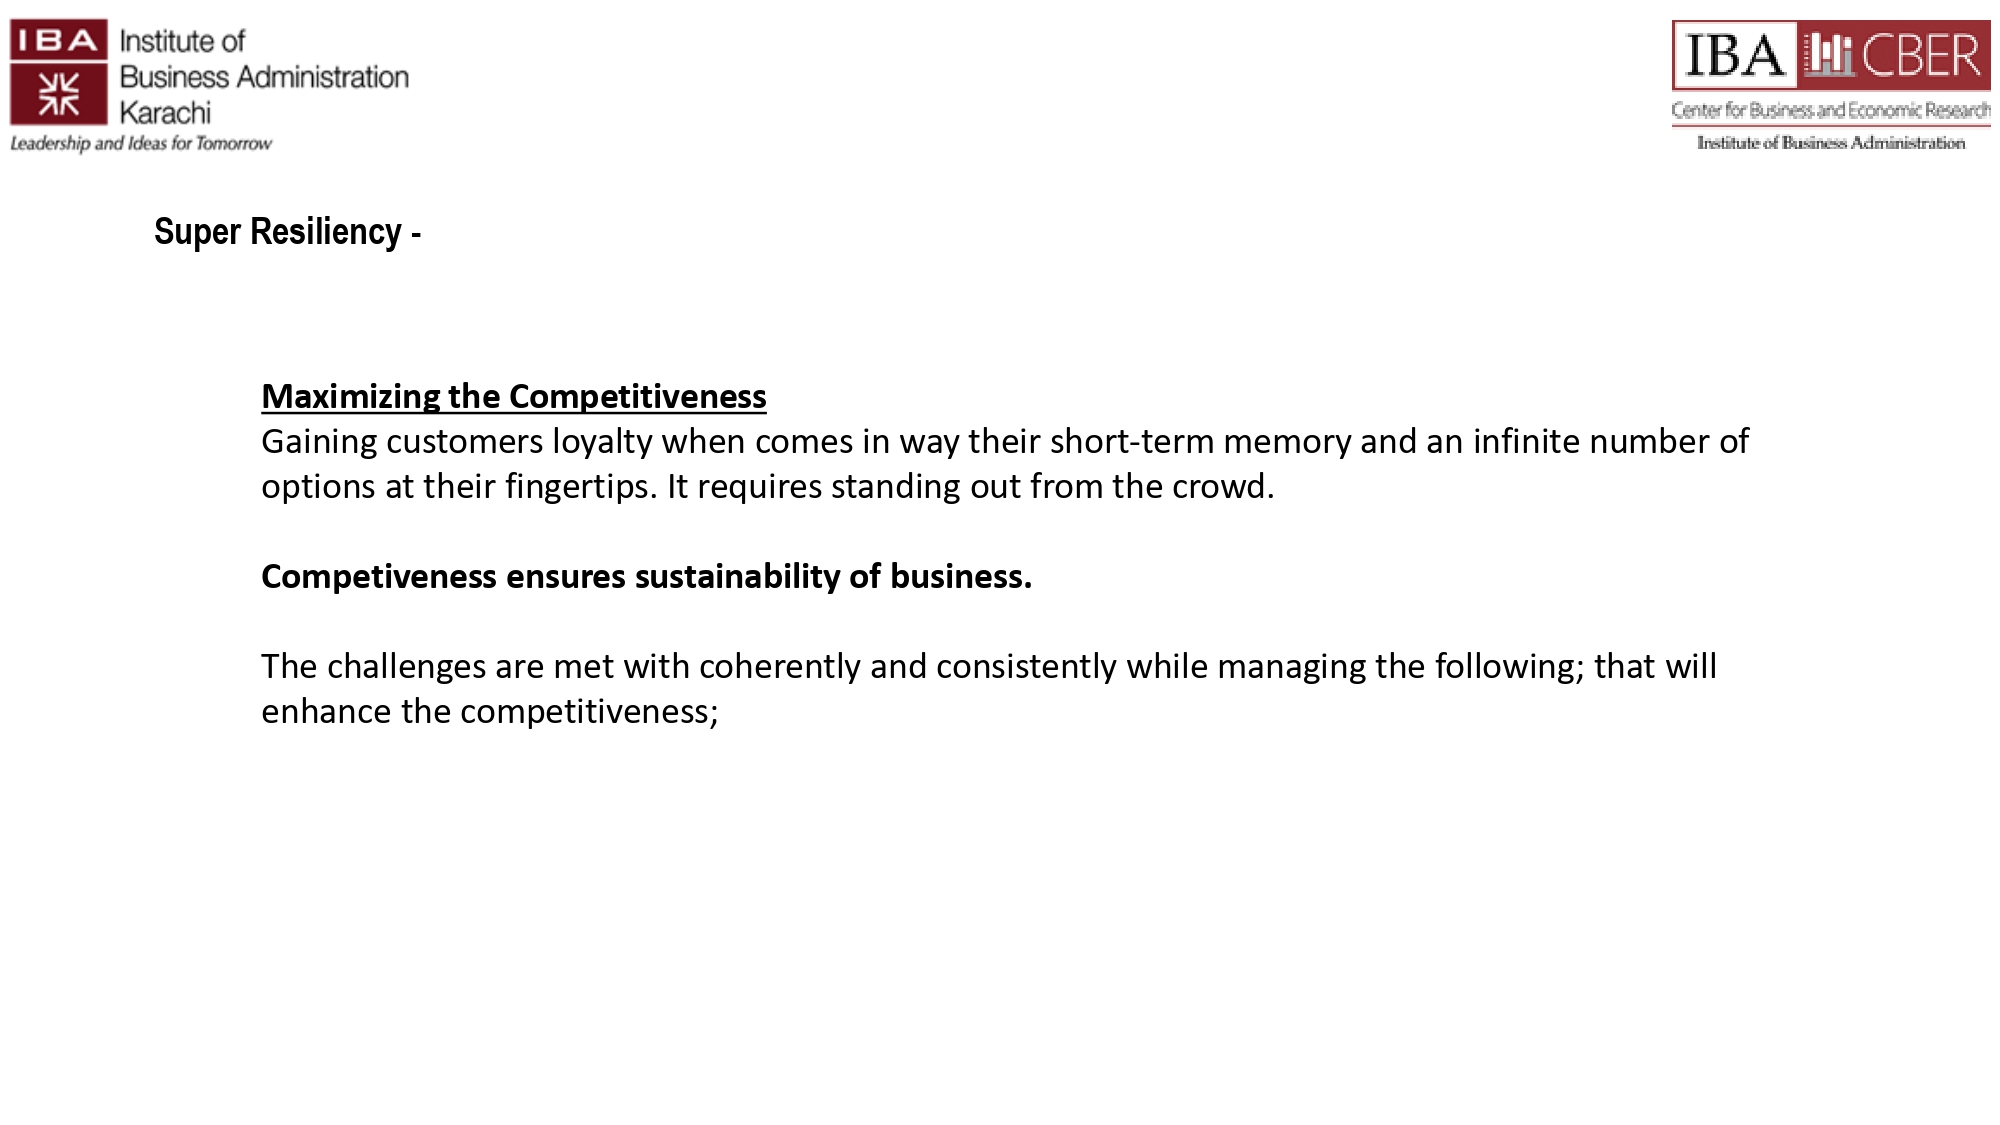 IBA
Institute of
Business Administration
Karachi
Leadership and Ideas for Tomorrow
IBA CBER
Center for Business and Economic Research
Institute of Business Administration
Super Resiliency -
Maximizing the Competitiveness
Gaining customers loyalty when comes in way their short-term memory and an infinite number of
options at their fingertips. It requires standing out from the crowd.
Competiveness ensures sustainability of business.
The challenges are met with coherently and consistently while managing the following; that will
enhance the competitiveness;